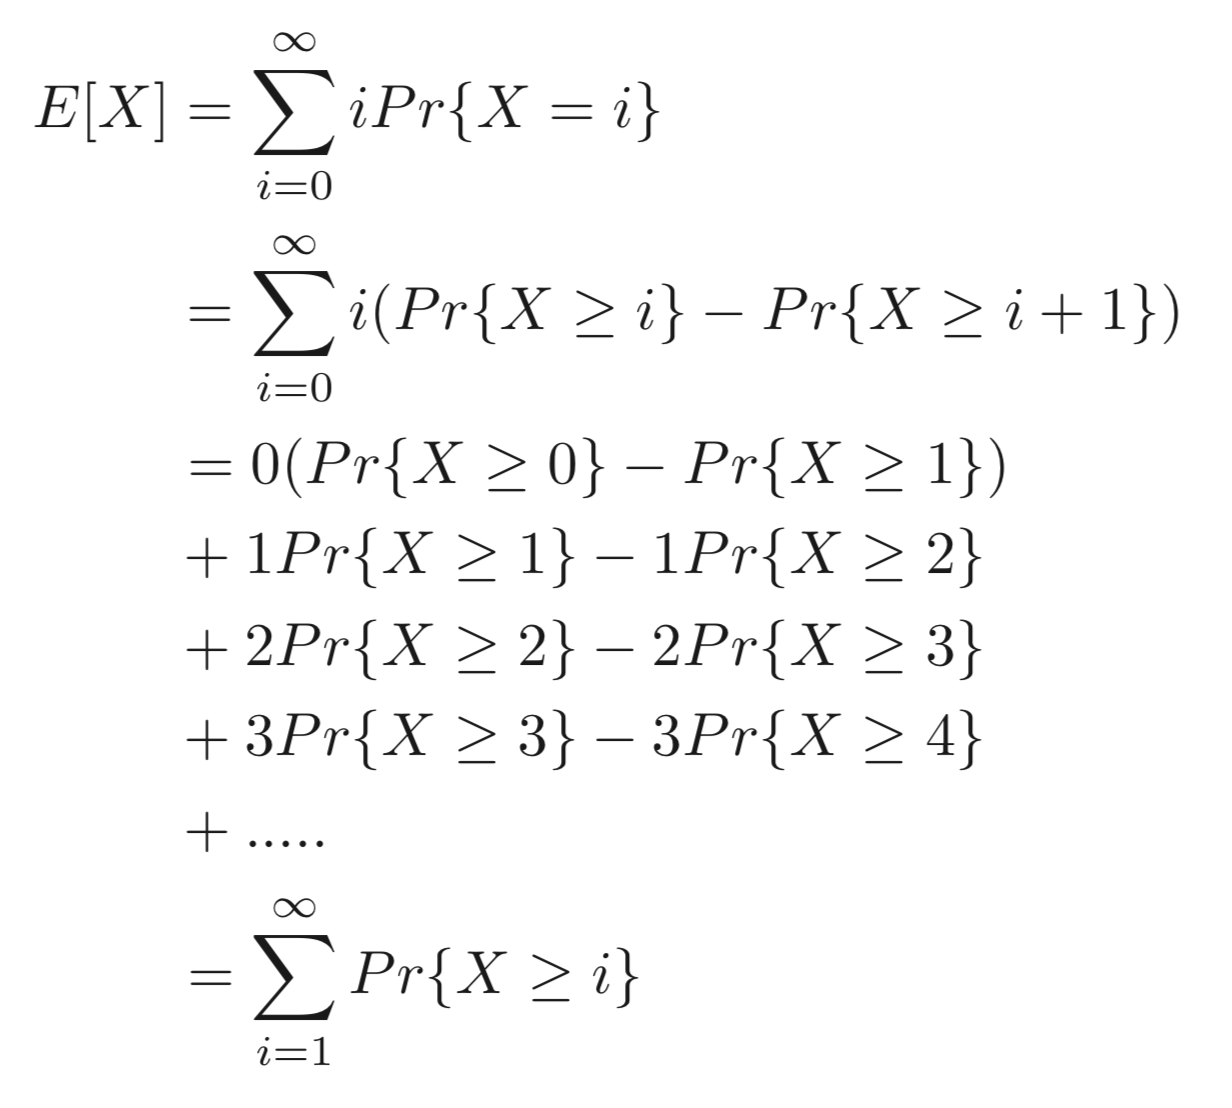 E[X] = \sum_{i=0}^{\infty} iPr\{X = i\}
= \sum_{i=0}^{\infty} i(Pr\{X \geq i\} - Pr\{X \geq i + 1\})
= 0(Pr\{X \geq 0\} - Pr\{X \geq 1\})
+ 1Pr\{X \geq 1\} - 1Pr\{X \geq 2\}
+ 2Pr\{X \geq 2\} - 2Pr\{X \geq 3\}
+ 3Pr\{X \geq 3\} - 3Pr\{X \geq 4\}
+ .....
= \sum_{i=1}^{\infty} Pr\{X \geq i\}